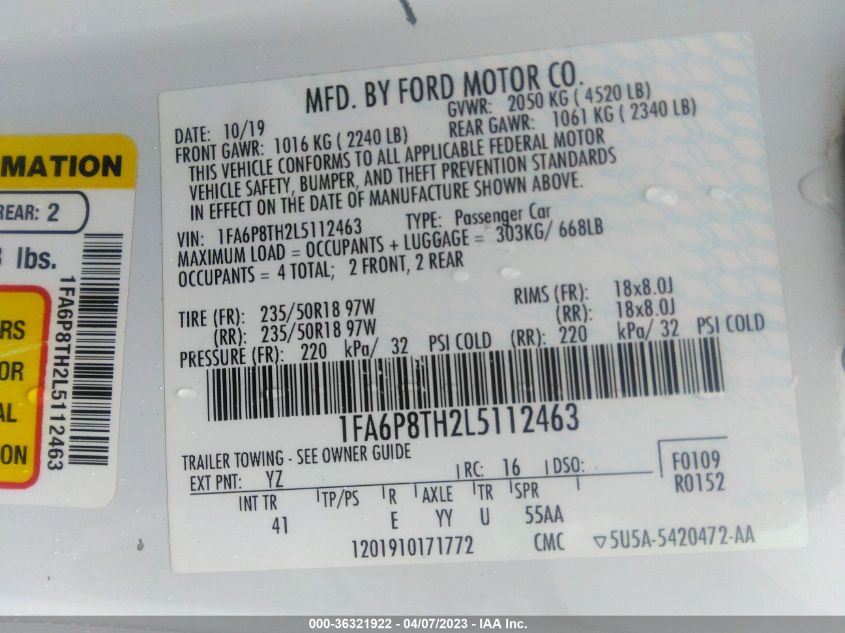 MFD. BY FORD MOTOR CO.
DATE: 10/19 GVWR: 2050 KG ( 4520 LB)
FRONT GAWR: 1016 KG ( 2240 LB) REAR GAWR: 1061 KG ( 2340 LB)
THIS VEHICLE CONFORMS TO ALL APPLICABLE FEDERAL MOTOR
VEHICLE SAFETY, BUMPER, AND THEFT PREVENTION STANDARDS
IN EFFECT ON THE DATE OF MANUFACTURE SHOWN ABOVE.
VIN: 1FA6P8TH2L5112463 TYPE: Passenger Car
MAXIMUM LOAD = OCCUPANTS + LUGGAGE = 303KG/ 668LB
OCCUPANTS = 4 TOTAL; 2 FRONT, 2 REAR
TIRE (FR): 235/50R18 97W RIMS (FR): 18x8.0J
(RR): 235/50R18 97W (RR): 18x8.0J
PRESSURE (FR): 220 kPa/ 32 PSI COLD (RR): 220 kPa/ 32 PSI COLD
1FA6P8TH2L5112463
TRAILER TOWING - SEE OWNER GUIDE
EXT PNT: YZ RC: 16 DSO: F0109
R0152
INT TR TP/PS R AXLE TR SPR
41 E YY U 55AA
1201910171772 CMC 5U5A-5420472-AA
MATION
REAR: 2
lbs.
RS
OR
AL
ON
1FA6P8TH2L5112463
000-36321922 - 04/07/2023 - IAA Inc.